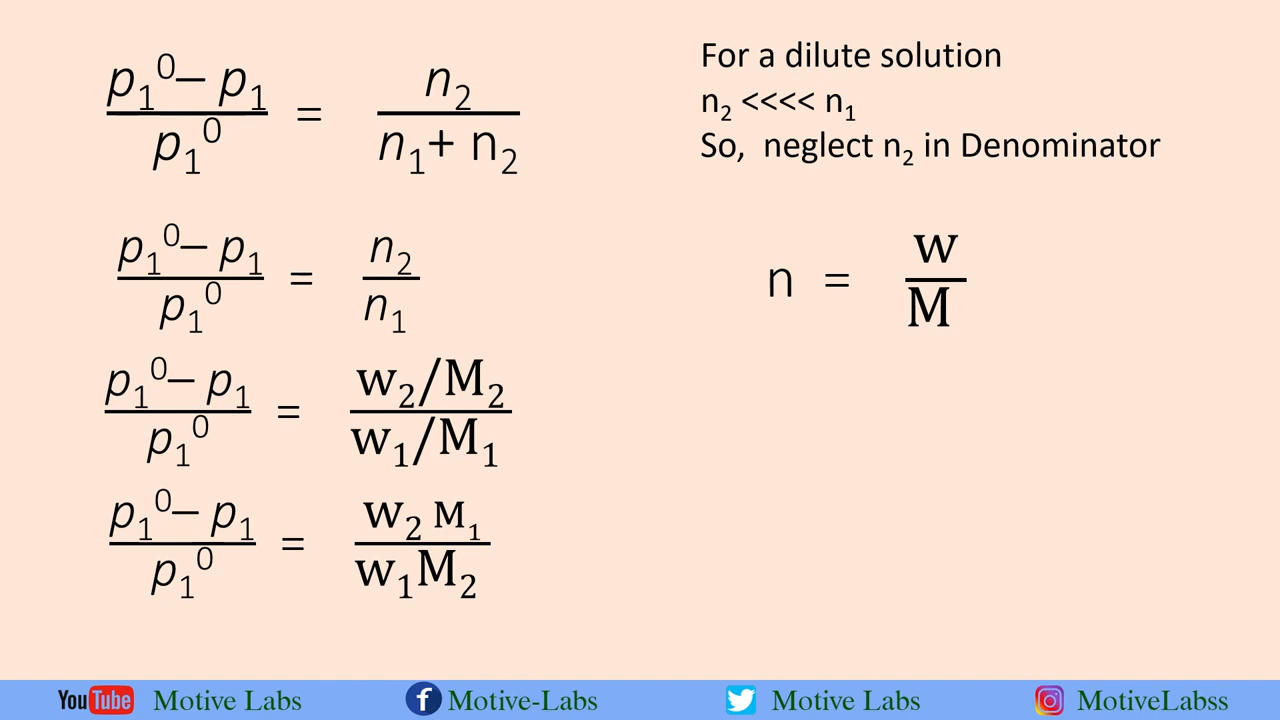 p₁⁰– p₁ / p₁⁰ = n₂ / n₁+ n₂
For a dilute solution
n₂ <<<< n₁
So, neglect n₂ in Denominator
p₁⁰– p₁ / p₁⁰ = n₂ / n₁
n = w / M
p₁⁰– p₁ / p₁⁰ = w₂/M₂ / w₁/M₁
p₁⁰– p₁ / p₁⁰ = w₂ M₁ / w₁M₂
YouTube Motive Labs f Motive-Labs Motive Labs MotiveLabss